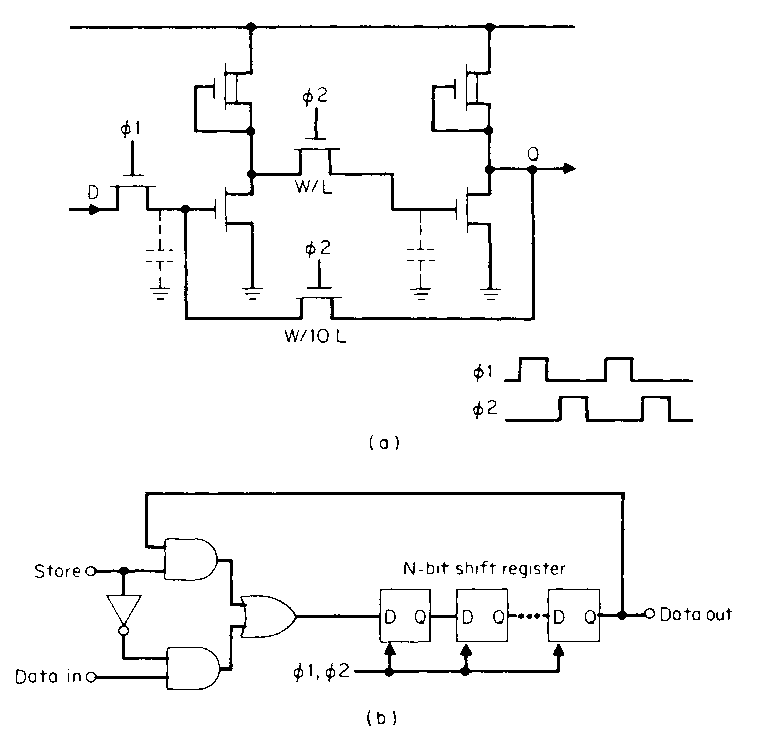 ϕ2
ϕ1
D
Q
W/L
ϕ2
W/10 L
ϕ1
ϕ2
(a)
Store
N-bit shift register
D Q D Q D Q
Data out
Data in
ϕ1, ϕ2
(b)